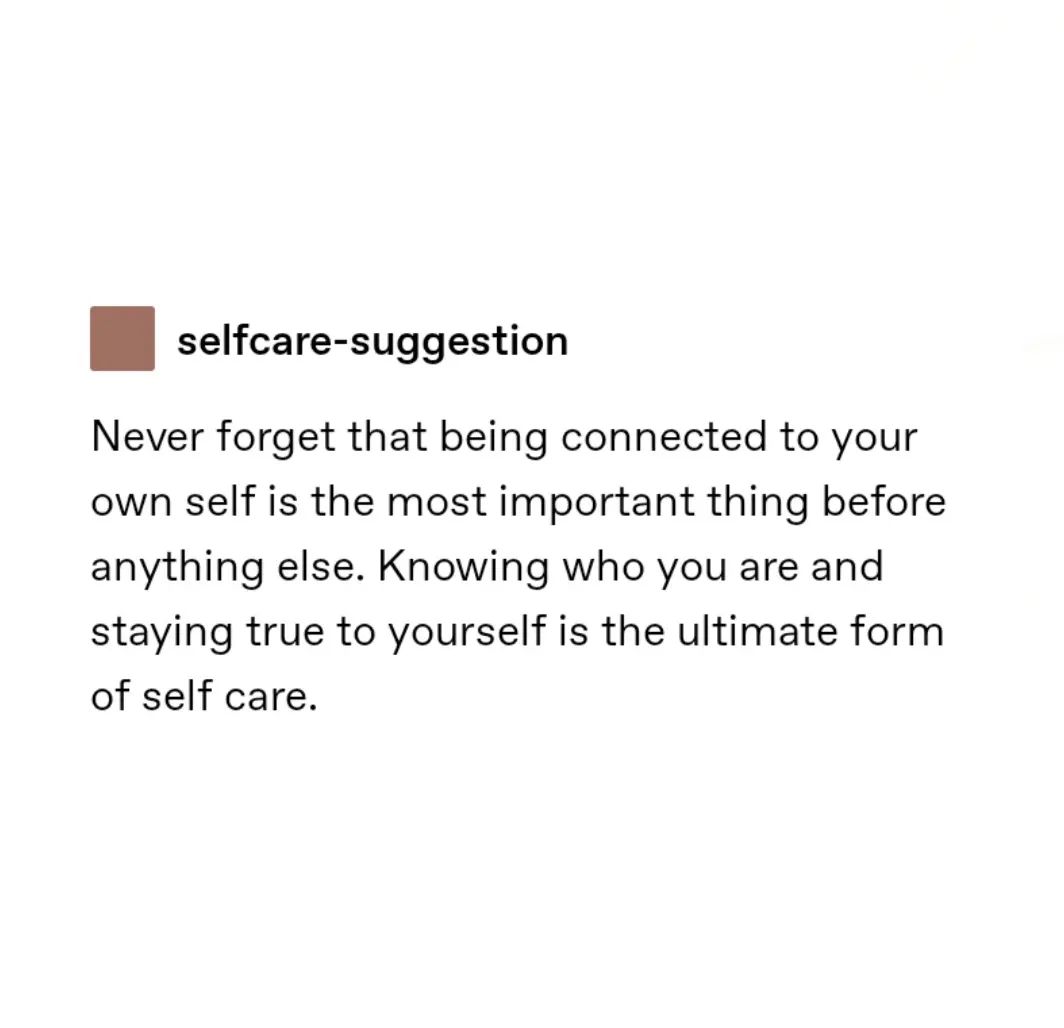 selfcare-suggestion
Never forget that being connected to your
own self is the most important thing before
anything else. Knowing who you are and
staying true to yourself is the ultimate form
of self care.